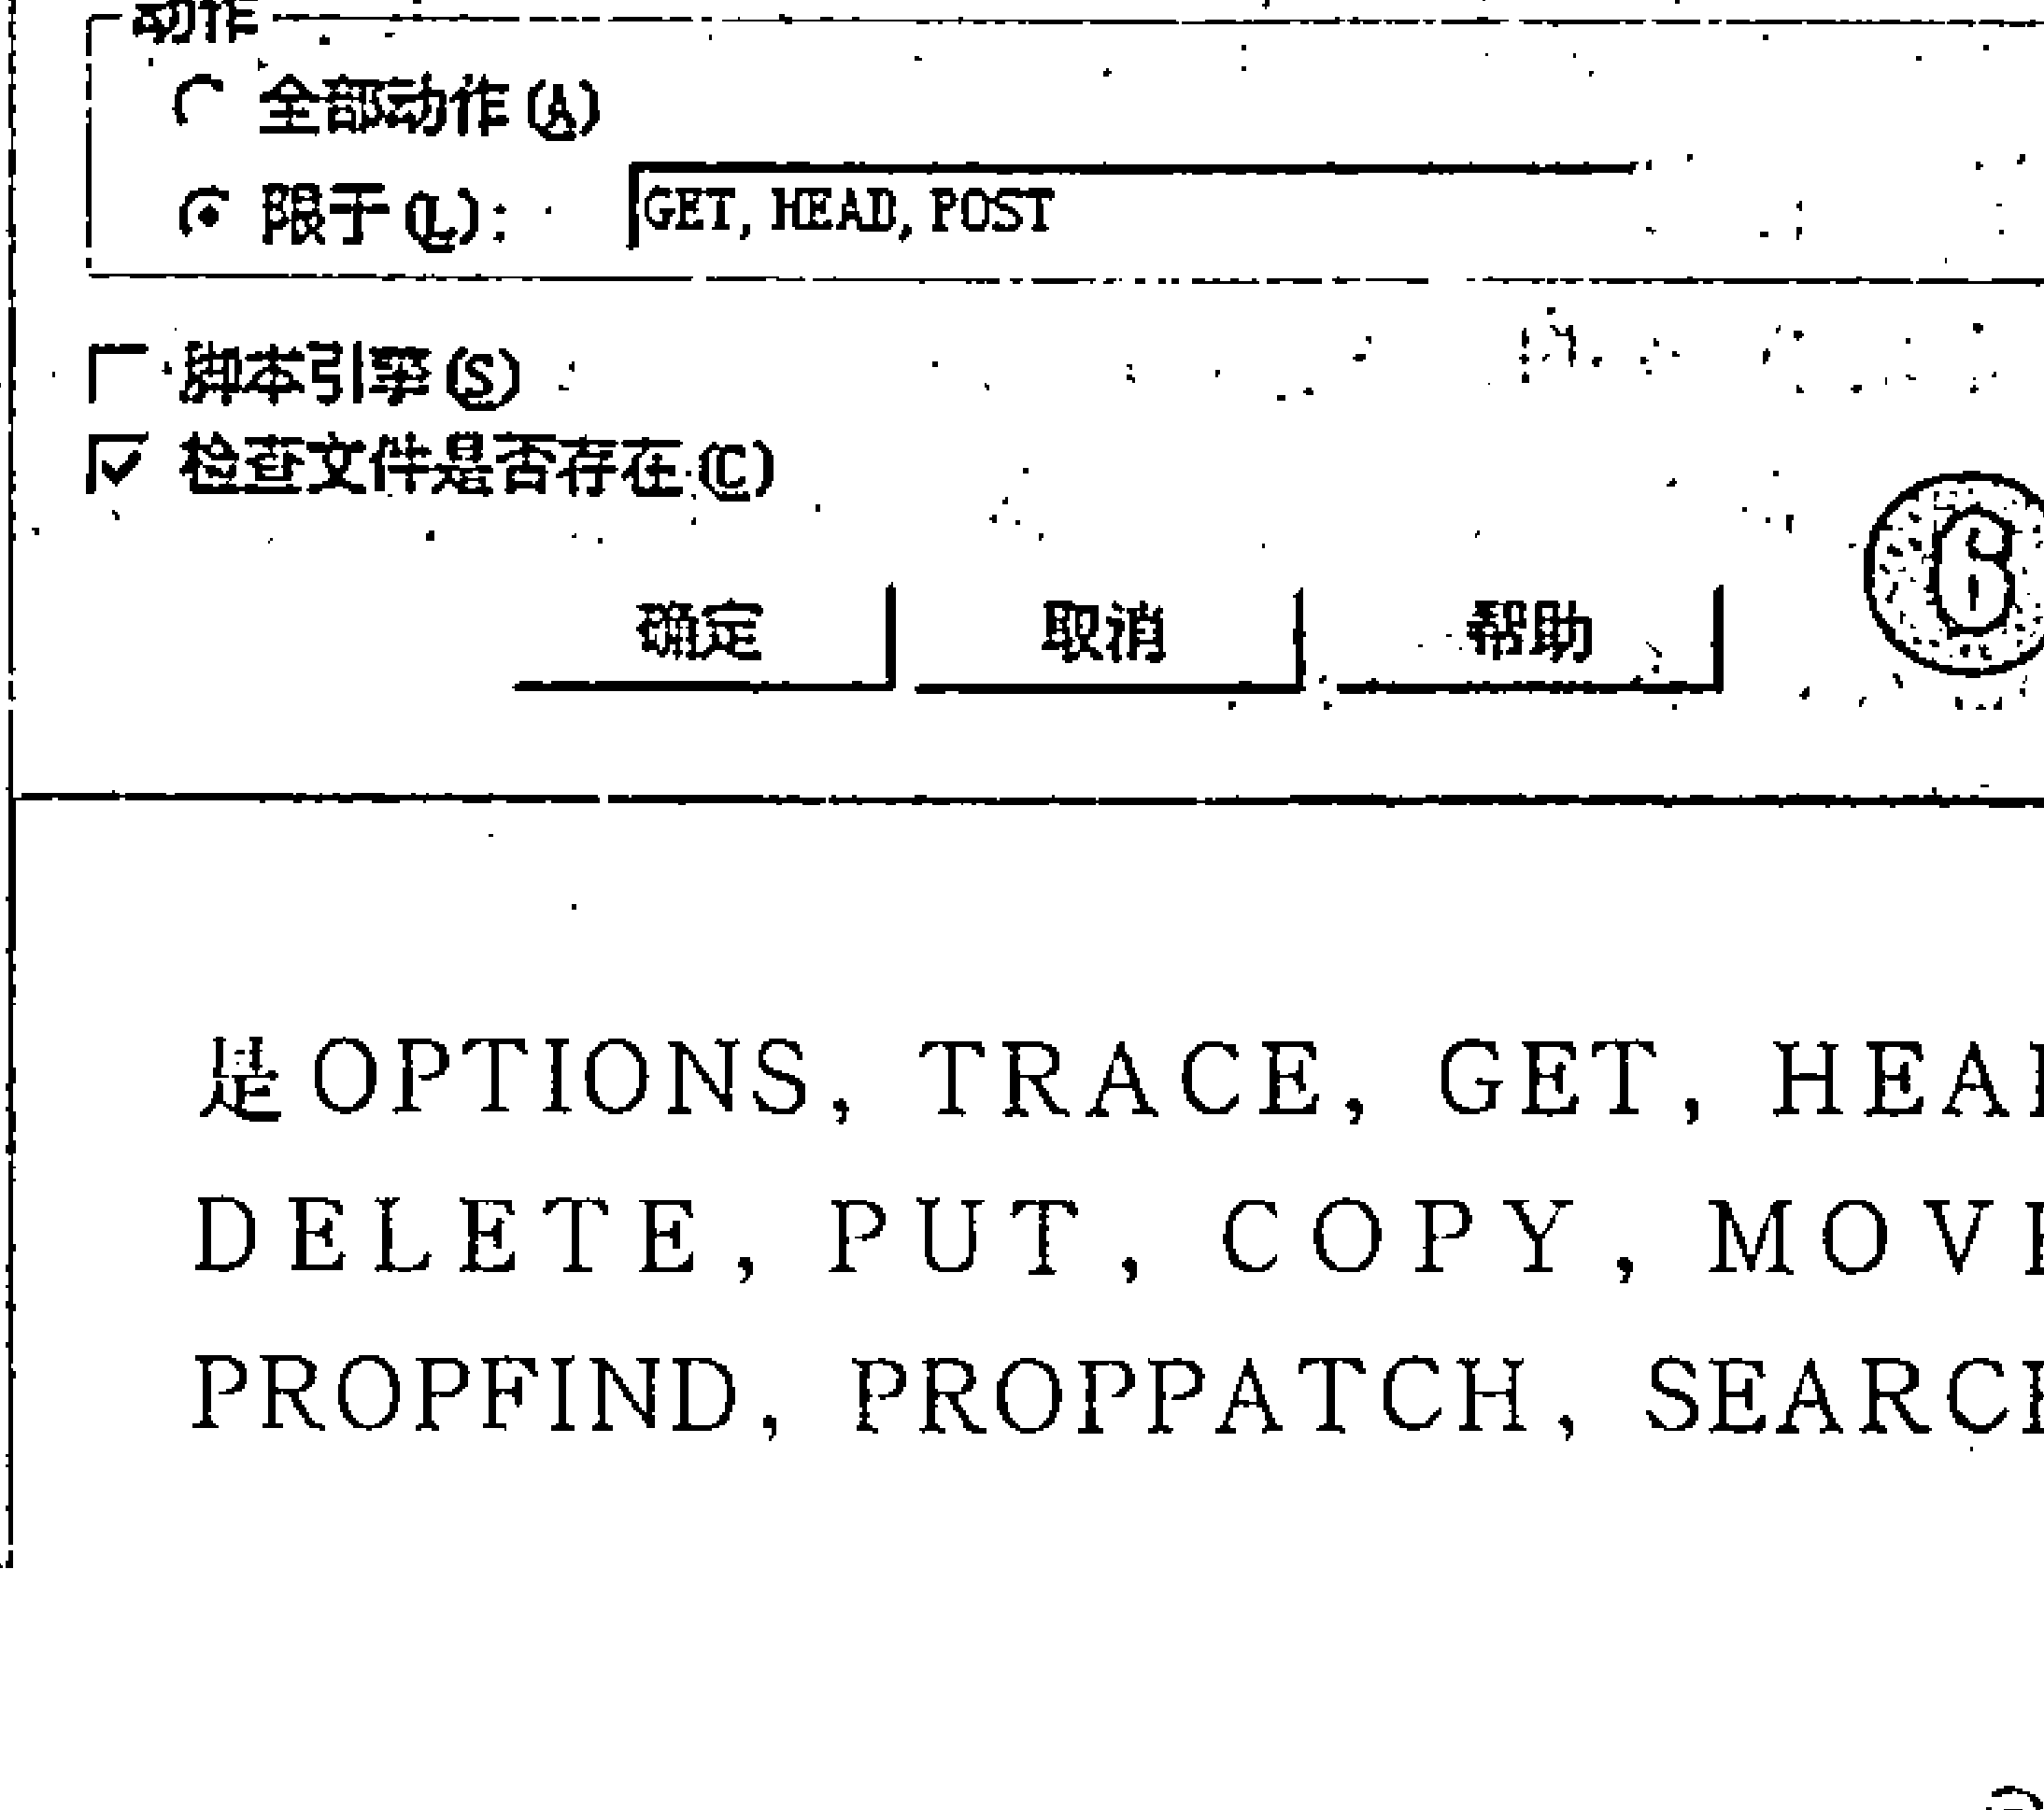 动作
全部动作(A)
限于(L): GET, HEAD, POST
脚本引擎(S)
检查文件是否存在(C)
确定 取消 帮助
6
是OPTIONS, TRACE, GET,
DELETE, PUT, COPY,
PROPFIND, PROPPATCH,